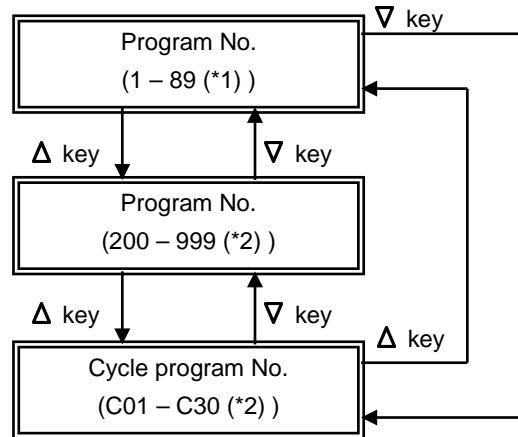 ∇ key
Program No.
(1 – 89 (*1) )
Δ key
∇ key
Program No.
(200 – 999 (*2) )
Δ key
∇ key
Δ key
Cycle program No.
(C01 – C30 (*2) )